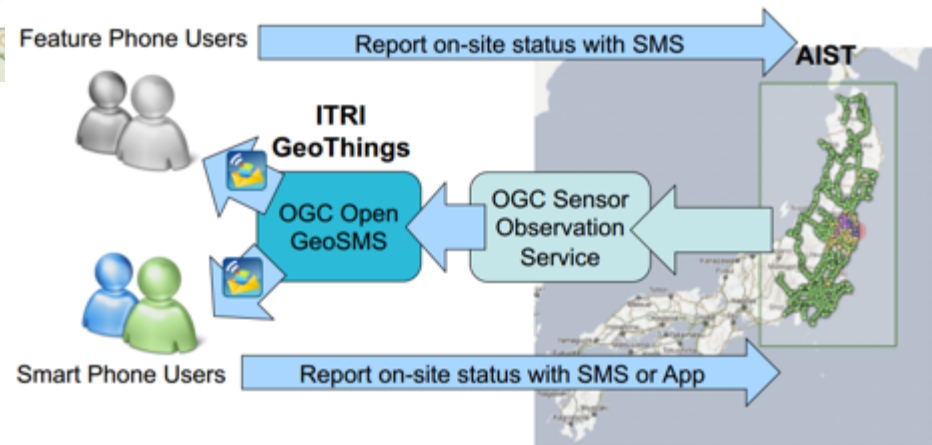 Feature Phone Users
Report on-site status with SMS
AIST
ITRI
GeoThings
OGC Open
GeoSMS
OGC Sensor
Observation
Service
Smart Phone Users
Report on-site status with SMS or App